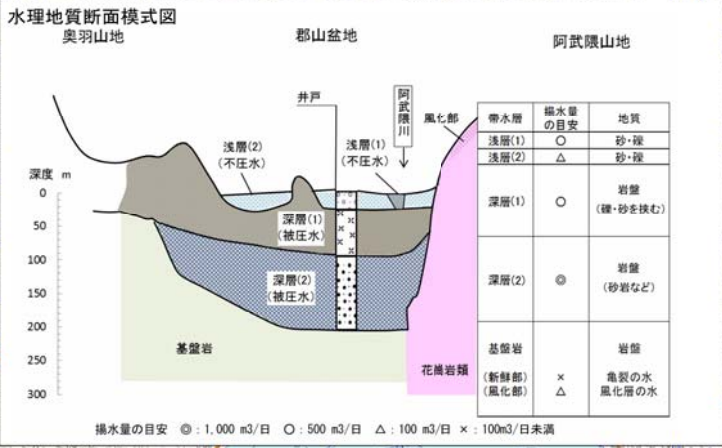 水理地質断面模式図
奥羽山地
郡山盆地
阿武隈山地
井戸
阿武隈川
風化部
浅層(2)
(不圧水)
浅層(1)
(不圧水)
深度 m
0
50
100
150
200
250
300
深層(1)
(被圧水)
深層(2)
(被圧水)
基盤岩
花崗岩類
帯水層 揚水量の目安 地質
浅層(1) ○ 砂・礫
浅層(2) △ 砂・礫
深層(1) ○ 岩盤
(礫・砂を挟む)
深層(2) ◎ 岩盤
(砂岩など)
基盤岩 岩盤
(新鮮部) × 亀裂の水
(風化部) △ 風化層の水
揚水量の目安 ◎：1,000 m3/日 ○：500 m3/日 △：100 m3/日 ×：100m3/日未満